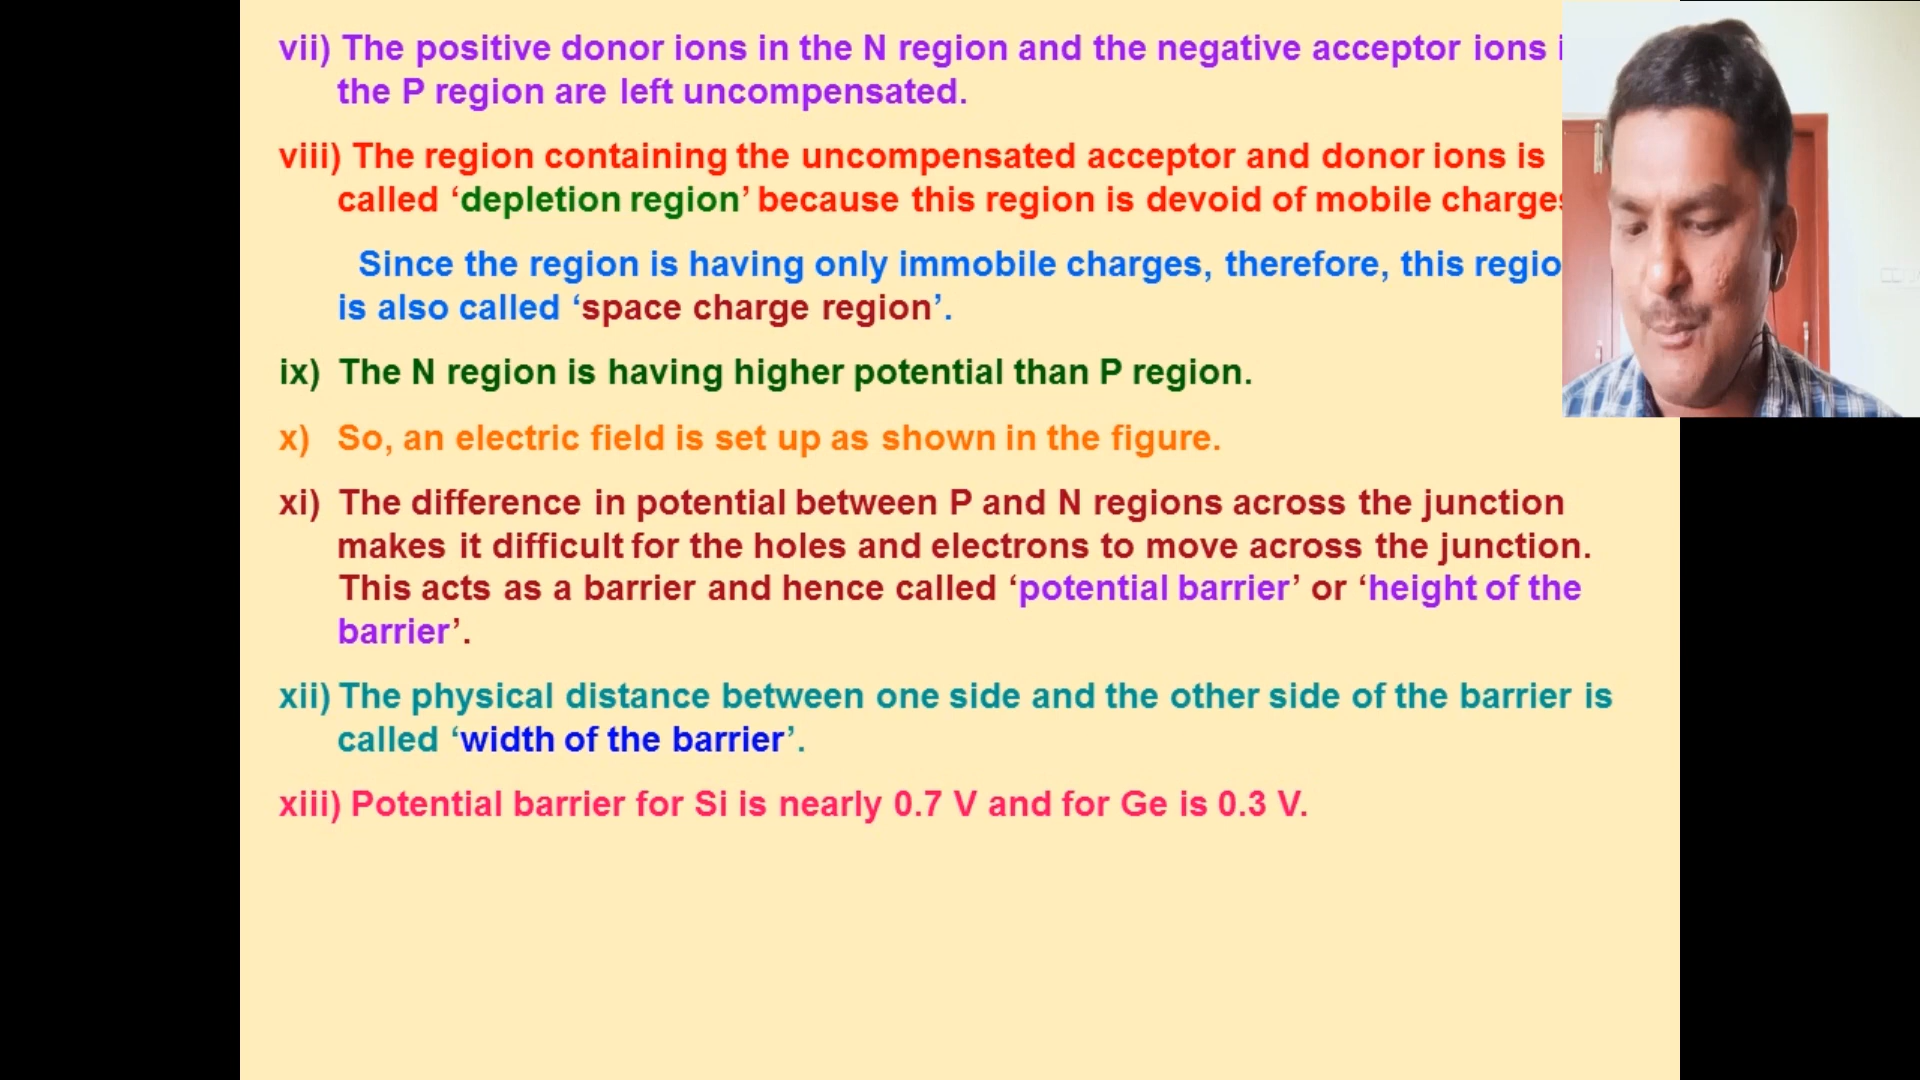 vii) The positive donor ions in the N region and the negative acceptor ions
the P region are left uncompensated.
viii) The region containing the uncompensated acceptor and donor ions is
called ‘depletion region’ because this region is devoid of mobile charges
Since the region is having only immobile charges, therefore, this regio
is also called ‘space charge region’.
ix) The N region is having higher potential than P region.
x) So, an electric field is set up as shown in the figure.
xi) The difference in potential between P and N regions across the junction
makes it difficult for the holes and electrons to move across the junction.
This acts as a barrier and hence called ‘potential barrier’ or ‘height of the
barrier’.
xii) The physical distance between one side and the other side of the barrier is
called ‘width of the barrier’.
xiii) Potential barrier for Si is nearly 0.7 V and for Ge is 0.3 V.